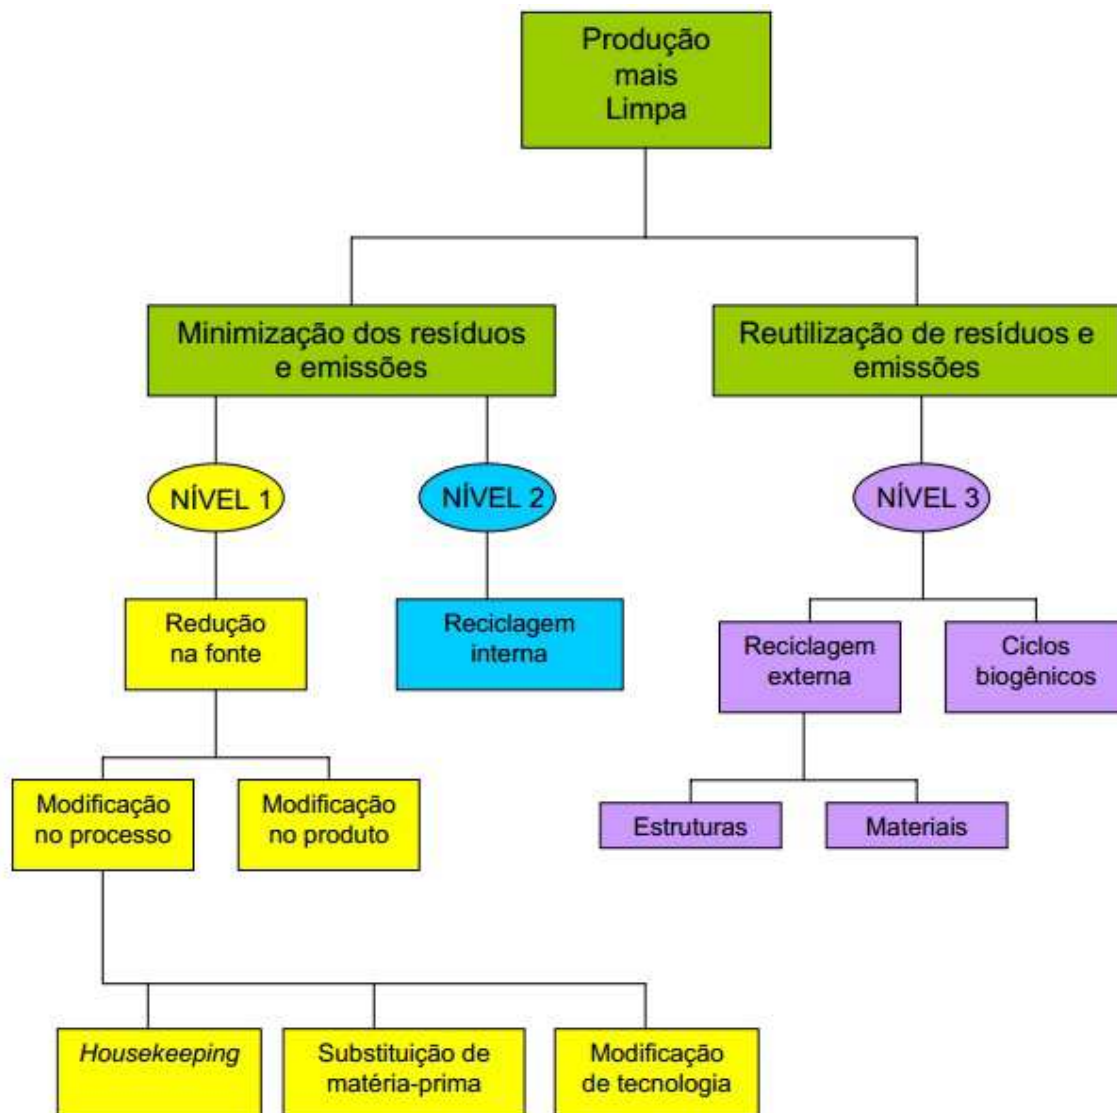 Produção
mais
Limpa
Minimização dos resíduos
e emissões
Reutilização de resíduos e
emissões
NÍVEL 1
NÍVEL 2
NÍVEL 3
Redução
na fonte
Reciclagem
interna
Reciclagem
externa
Ciclos
biogênicos
Modificação
no processo
Modificação
no produto
Estruturas
Materiais
Housekeeping
Substituição de
matéria-prima
Modificação
de tecnologia